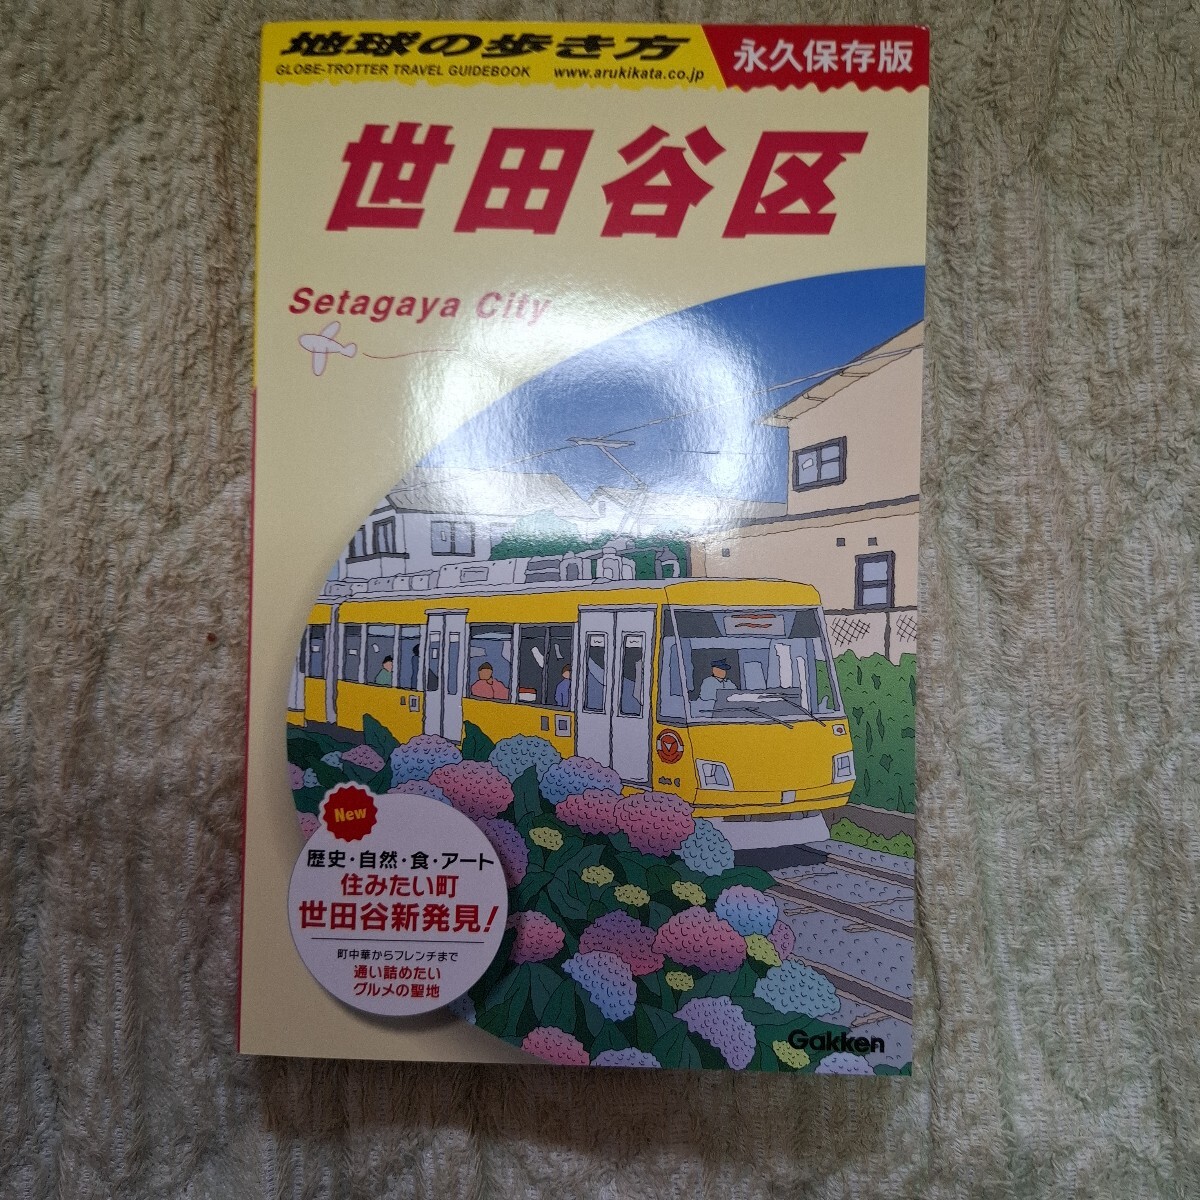 地球の歩き方
GLOBE-TROTTER TRAVEL GUIDEBOOK
www.arukikata.co.jp
永久保存版
世田谷区
Setagaya City
New
歴史・自然・食・アート
住みたい町
世田谷新発見!
町中華からフレンチまで
通い詰めたい
グルメの聖地
Gakken